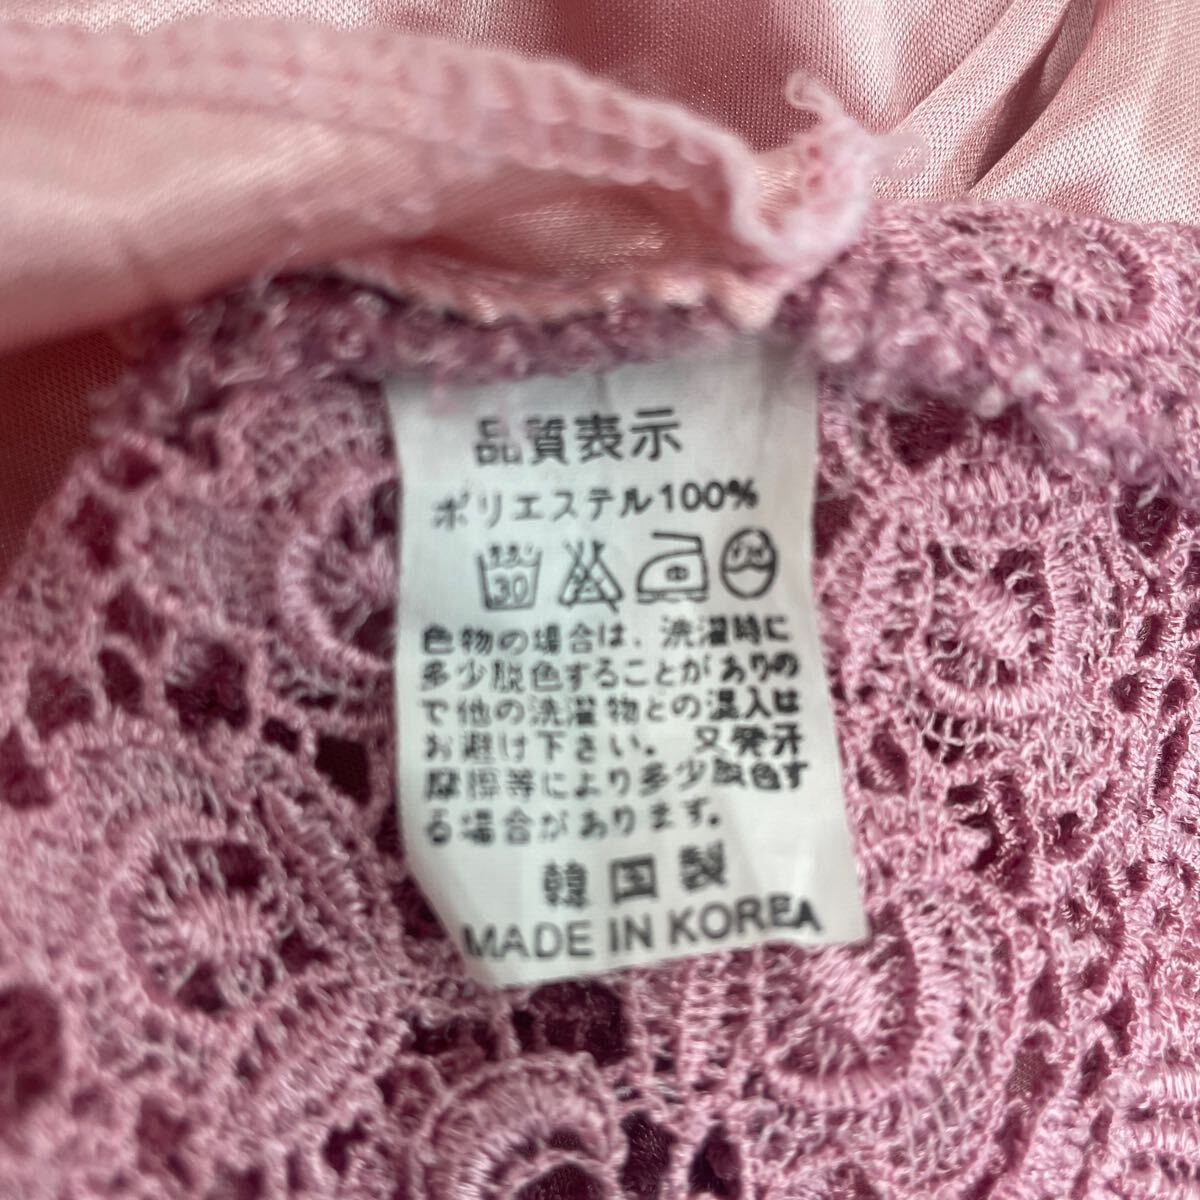 品質表示
ポリエステル100%
手洗い 30 中
色物の場合は、洗濯時に
多少脱色することがありの
で他の洗濯物との混入は
お避け下さい。又発汗
摩擦等により多少脱色す
る場合があります。
韓国製
MADE IN KOREA